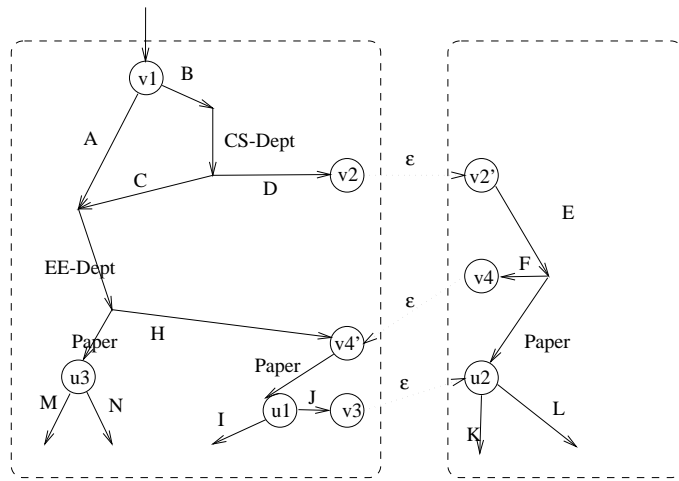 v1
B
A
CS-Dept
C
D
v2
ε
v2'
E
EE-Dept
F
v4
ε
H
v4'
Paper
Paper
Paper
u3
ε
u2
M
N
I
u1
J
v3
K
L